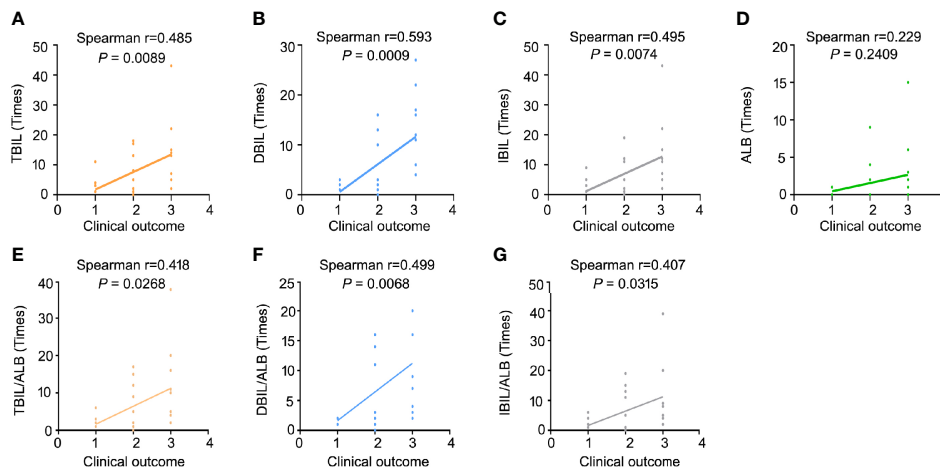 A
Spearman r=0.485
P = 0.0089
TBIL (Times)
50
40
30
20
10
0
0 1 2 3 4
Clinical outcome
B
Spearman r=0.593
P = 0.0009
DBIL (Times)
30
20
10
0
0 1 2 3 4
Clinical outcome
C
Spearman r=0.495
P = 0.0074
IBIL (Times)
50
40
30
20
10
0
0 1 2 3 4
Clinical outcome
D
Spearman r=0.229
P = 0.2409
ALB (Times)
20
15
10
5
0
0 1 2 3 4
Clinical outcome
E
Spearman r=0.418
P = 0.0268
TBIL/ALB (Times)
40
30
20
10
0
0 1 2 3 4
Clinical outcome
F
Spearman r=0.499
P = 0.0068
DBIL/ALB (Times)
25
20
15
10
5
0
0 1 2 3 4
Clinical outcome
G
Spearman r=0.407
P = 0.0315
IBIL/ALB (Times)
50
40
30
20
10
0
0 1 2 3 4
Clinical outcome